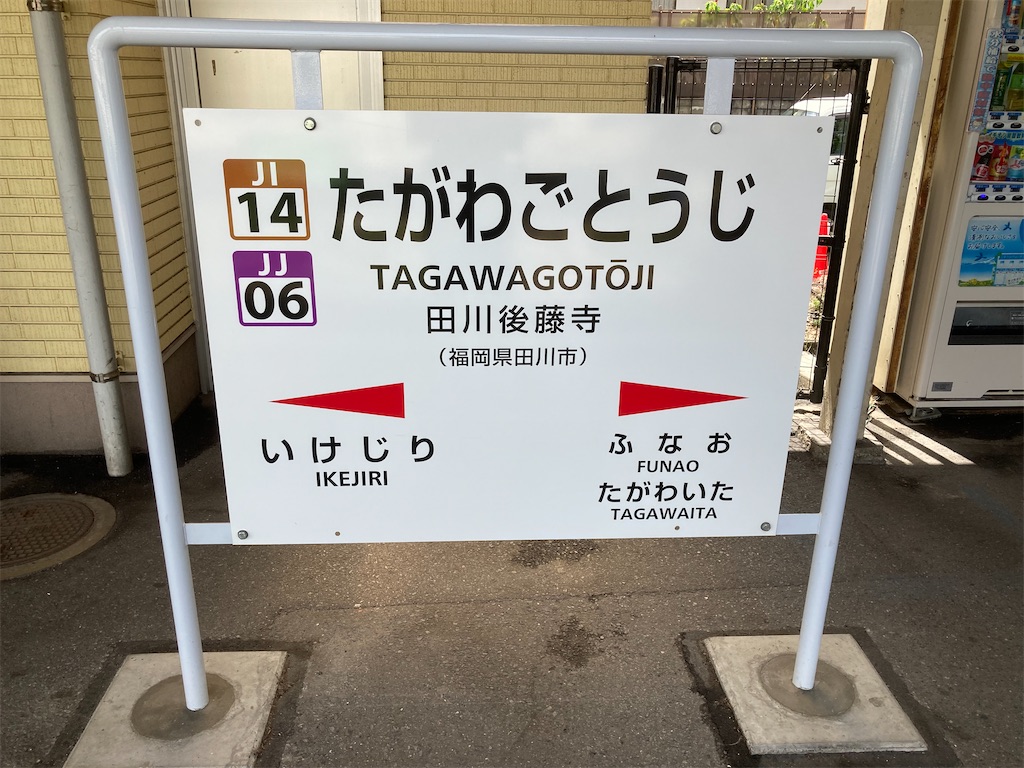 JI
14
たがわごとうじ
JJ
06
TAGAWAGOTŌJI
田川後藤寺
（福岡県田川市）
いけじり
IKEJIRI
ふなお
FUNAO
たがわいた
TAGAWAITA